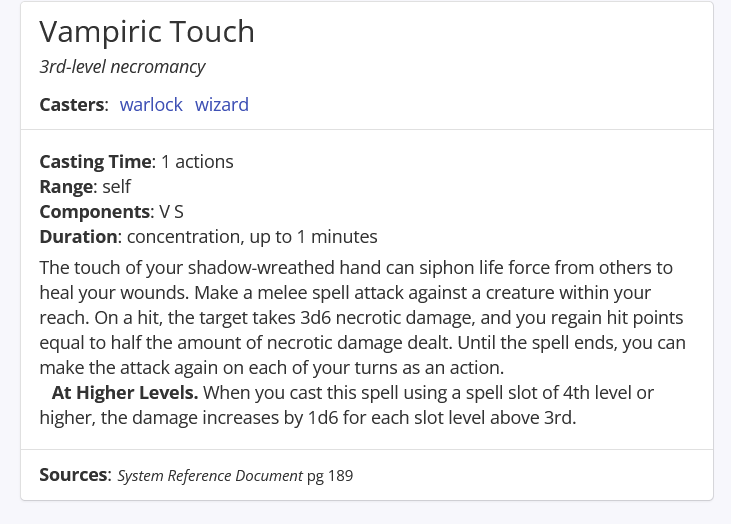 Vampiric Touch
3rd-level necromancy
Casters: warlock wizard
Casting Time: 1 actions
Range: self
Components: V S
Duration: concentration, up to 1 minutes
The touch of your shadow-wreathed hand can siphon life force from others to
heal your wounds. Make a melee spell attack against a creature within your
reach. On a hit, the target takes 3d6 necrotic damage, and you regain hit points
equal to half the amount of necrotic damage dealt. Until the spell ends, you can
make the attack again on each of your turns as an action.
At Higher Levels. When you cast this spell using a spell slot of 4th level or
higher, the damage increases by 1d6 for each slot level above 3rd.
Sources: System Reference Document pg 189